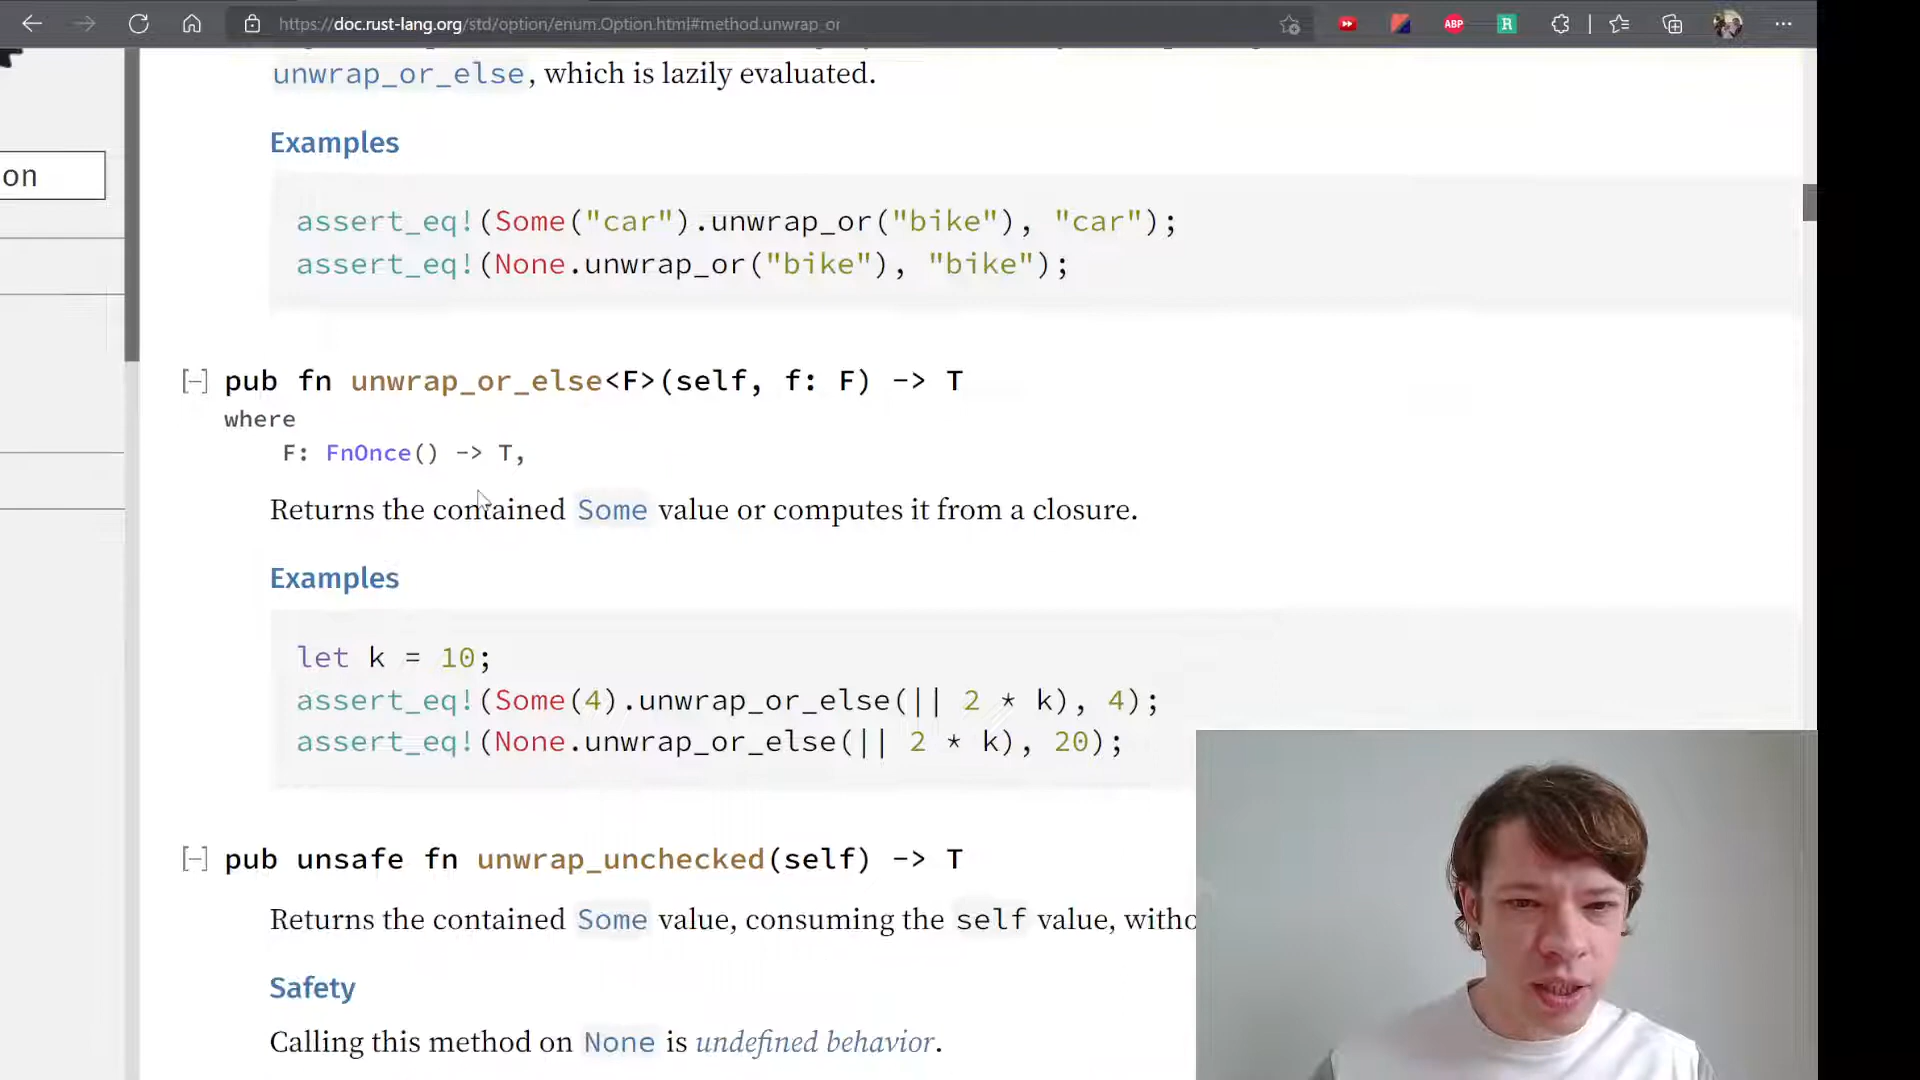 https://doc.rust-lang.org/std/option/enum.Option.html#method.unwrap_or
ABP
R
on
unwrap_or_else, which is lazily evaluated.
Examples
assert_eq!(Some("car").unwrap_or("bike"), "car");
assert_eq!(None.unwrap_or("bike"), "bike");
[−] pub fn unwrap_or_else<F>(self, f: F) -> T
where
F: FnOnce() -> T,
Returns the contained Some value or computes it from a closure.
Examples
let k = 10;
assert_eq!(Some(4).unwrap_or_else(|| 2 * k), 4);
assert_eq!(None.unwrap_or_else(|| 2 * k), 20);
[−] pub unsafe fn unwrap_unchecked(self) -> T
Returns the contained Some value, consuming the self value, witho
Safety
Calling this method on None is undefined behavior.